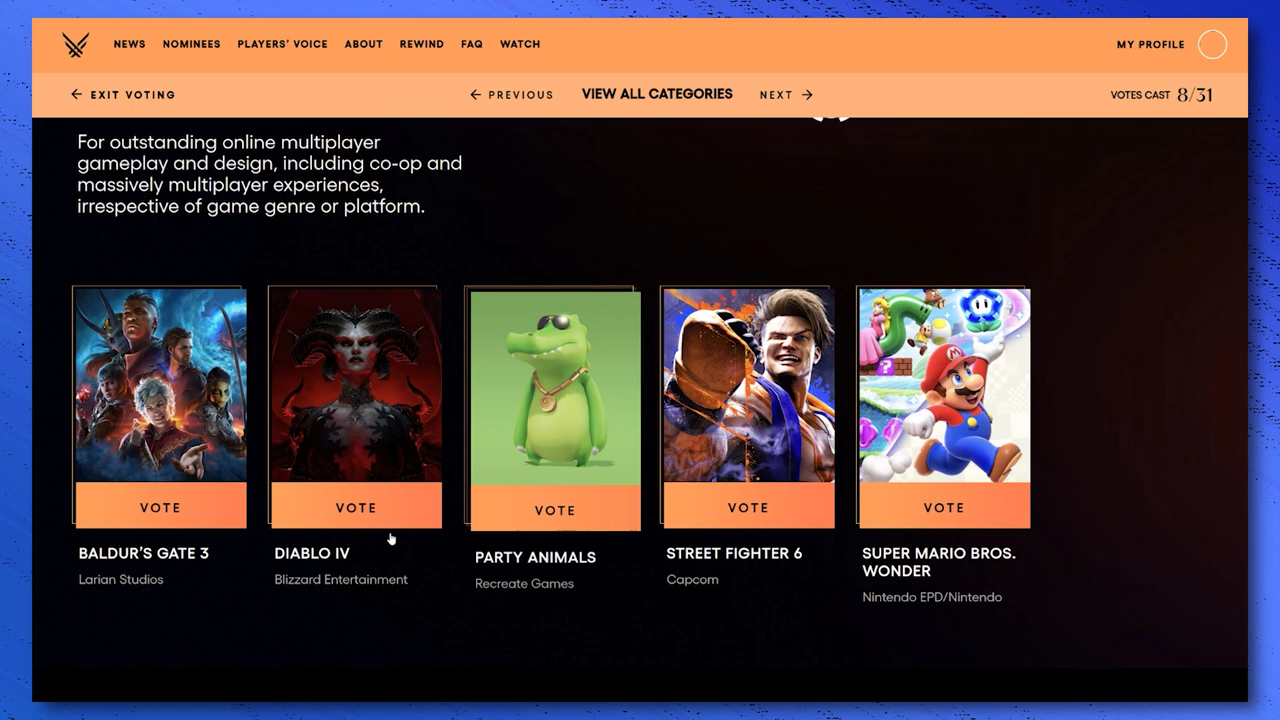 NEWS NOMINEES PLAYERS' VOICE ABOUT REWIND FAQ WATCH MY PROFILE
← EXIT VOTING ← PREVIOUS VIEW ALL CATEGORIES NEXT → VOTES CAST 8/31
For outstanding online multiplayer
gameplay and design, including co-op and
massively multiplayer experiences,
irrespective of game genre or platform.
VOTE VOTE VOTE VOTE VOTE
BALDUR'S GATE 3
Larian Studios
DIABLO IV
Blizzard Entertainment
PARTY ANIMALS
Recreate Games
STREET FIGHTER 6
Capcom
SUPER MARIO BROS.
WONDER
Nintendo EPD/Nintendo